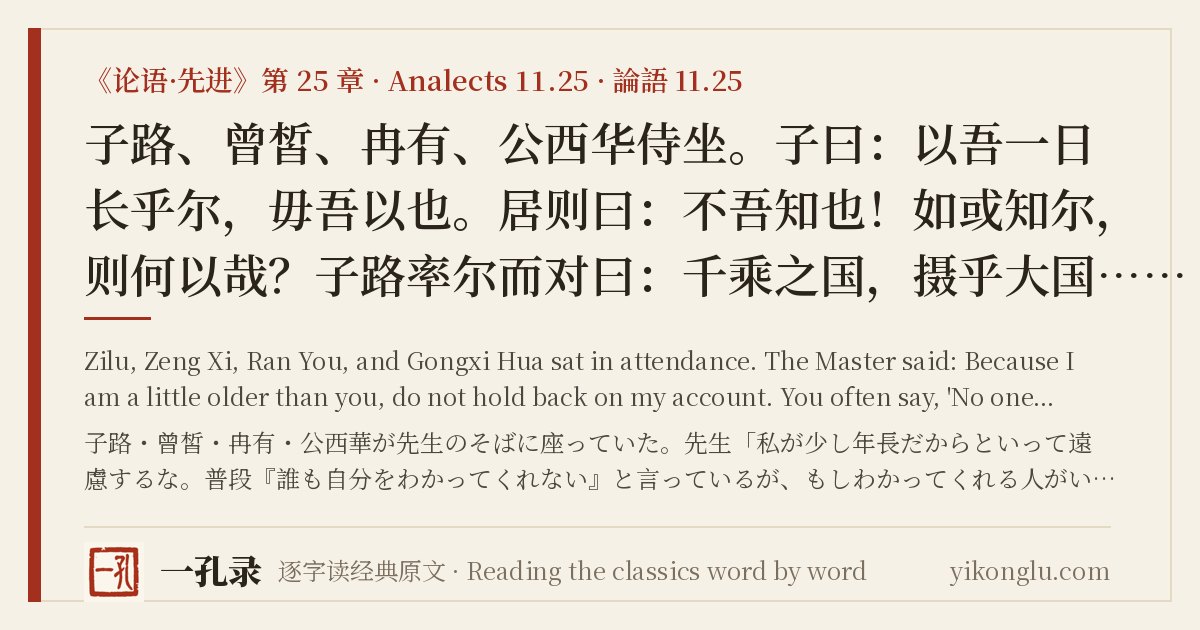 《论语·先进》第 25 章 · Analects 11.25 · 論語 11.25
子路、曾皙、冉有、公西华侍坐。子曰：以吾一日
长乎尔，毋吾以也。居则曰：不吾知也！如或知尔，
则何以哉？子路率尔而对曰：千乘之国，摄乎大国……
Zilu, Zeng Xi, Ran You, and Gongxi Hua sat in attendance. The Master said: Because I
am a little older than you, do not hold back on my account. You often say, 'No one...
子路・曾皙・冉有・公西華が先生のそばに座っていた。先生「私が少し年長だからといって遠
慮するな。普段『誰も自分をわかってくれない』と言っているが、もしわかってくれる人がい…
一孔
一孔录 逐字读经典原文 · Reading the classics word by word yikonglu.com